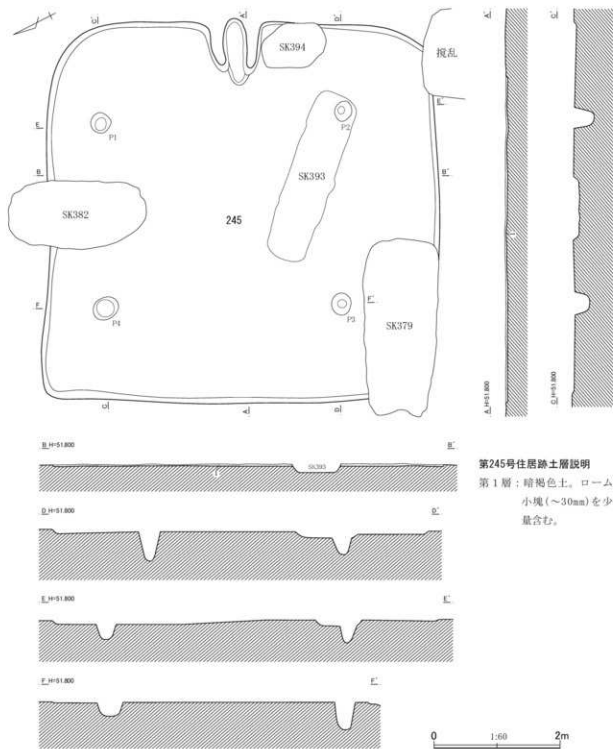 C´
A´
D´
SK394
撹乱
E
P1
P2
E´
B
B´
SK393
SK382
245
F
F´
P4
P3
SK379
C
A
D
A´
1
A H=51.800
C´
C H=51.800
B H=51.800
B´
SK393
1
D H=51.800
D´
E H=51.800
E´
F H=51.800
F´
第245号住居跡土層説明
第1層：暗褐色土。ローム
小塊(～30mm)を少
量含む。
0 1:60 2m